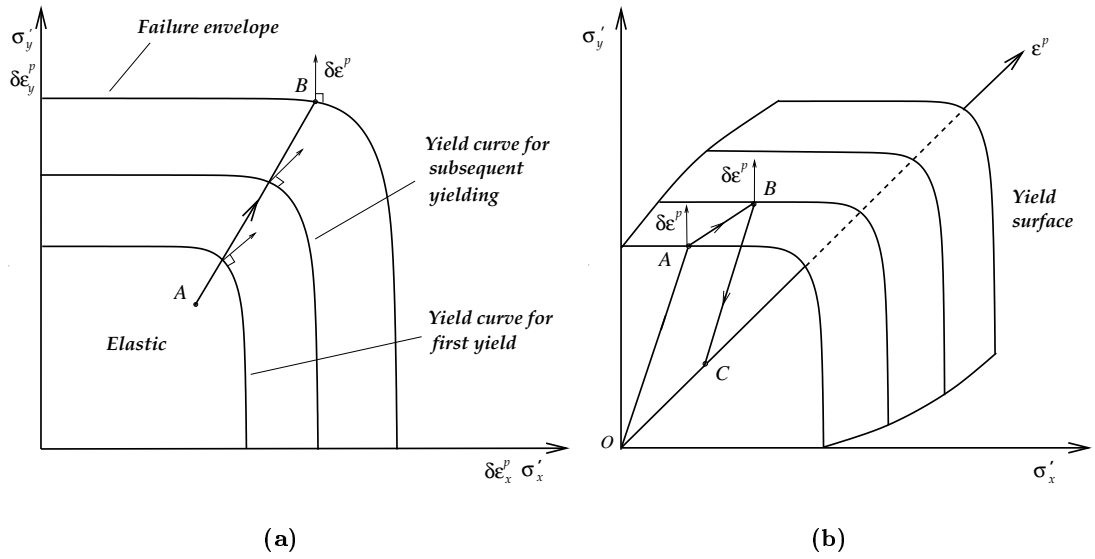 σ′y
δεᵖy
Failure envelope
B
δεᵖ
Yield curve for
subsequent
yielding
A
Elastic
Yield curve for
first yield
δεᵖx σ′x
(a)
σ′y
εᵖ
δεᵖ
B
δεᵖ
A
Yield
surface
C
O
σ′x
(b)